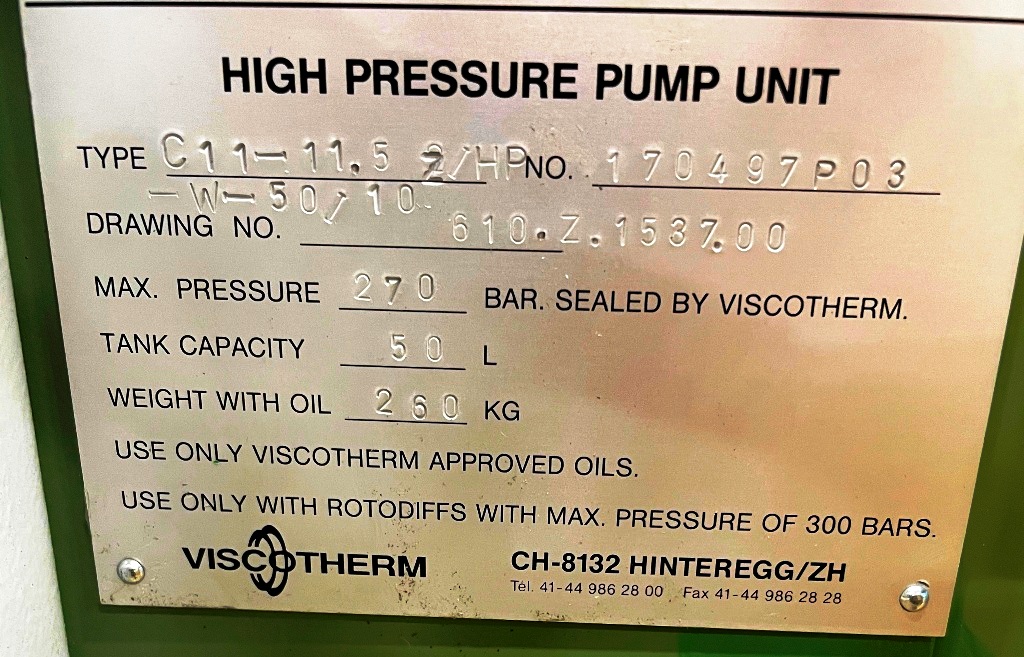 HIGH PRESSURE PUMP UNIT
TYPE C11-11.5 2/HP NO. 170497P03
-W-50/10
DRAWING NO. 610.Z.1537.00
MAX. PRESSURE 270 BAR. SEALED BY VISCOTHERM.
TANK CAPACITY 50 L
WEIGHT WITH OIL 260 KG
USE ONLY VISCOTHERM APPROVED OILS.
USE ONLY WITH ROTODIFFS WITH MAX. PRESSURE OF 300 BARS.
VISCOTHERM CH-8132 HINTEREGG/ZH
Tél. 41-44 986 28 00 Fax 41-44 986 28 28